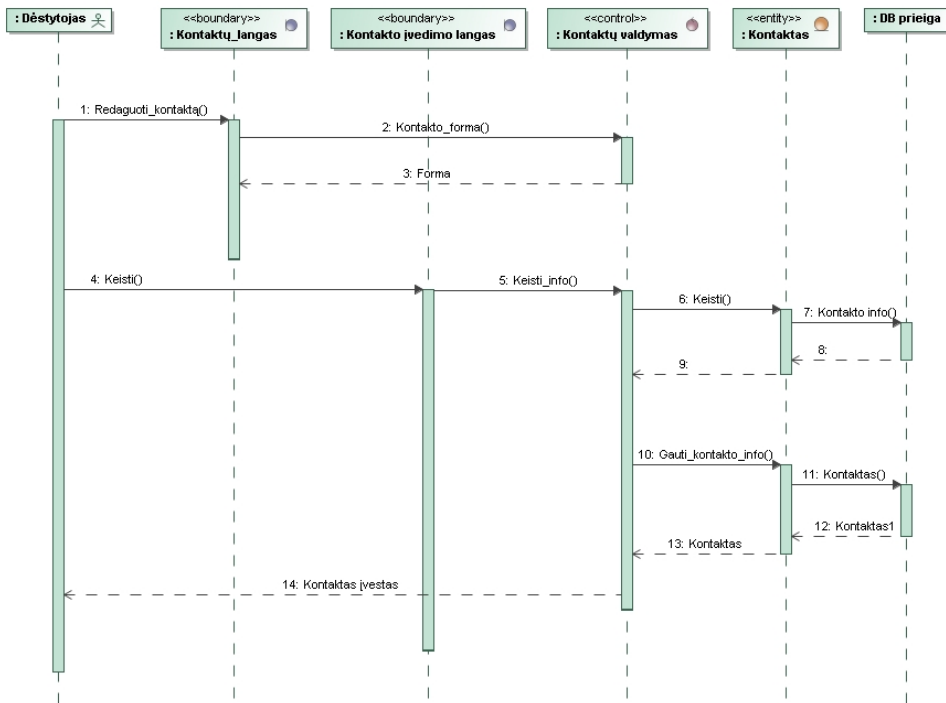 : Dėstytojas
<<boundary>>
: Kontaktų_langas
<<boundary>>
: Kontakto įvedimo langas
<<control>>
: Kontaktų valdymas
<<entity>>
: Kontaktas
: DB prieiga
1: Redaguoti_kontaktą()
2: Kontakto_forma()
3: Forma
4: Keisti()
5: Keisti_info()
6: Keisti()
7: Kontakto info()
8:
9:
10: Gauti_kontakto_info()
11: Kontaktas()
12: Kontaktas1
13: Kontaktas
14: Kontaktas įvestas